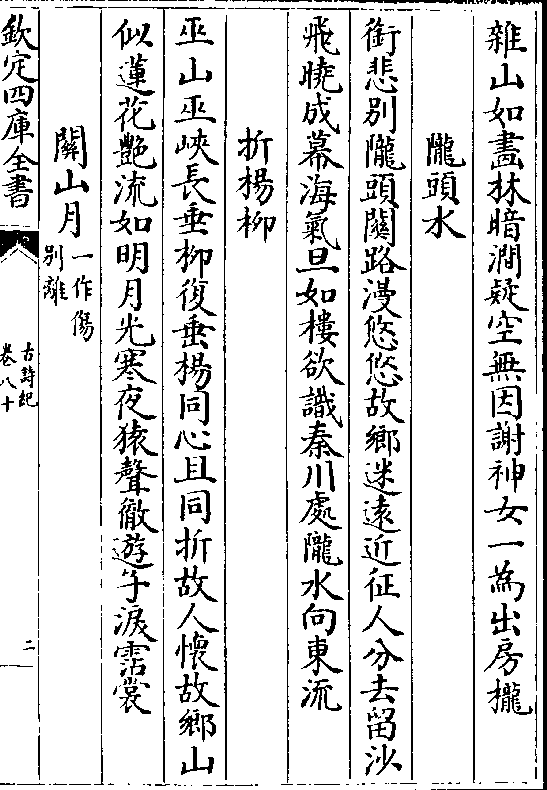 雜山如畫林暗澗疑空無因謝神女一為出房櫳
隴頭水
銜悲别隴頭關路漫悠悠故鄉迷遠近征人分去留沙
飛曉成幕海氣旦如樓欲識秦川處隴水向東流
折楊柳
巫山巫峽長垂柳復垂楊同心且同折故人懷故鄉山
似蓮花艷流如明月光寒夜猿聲徹遊子淚霑裳
關山月一作傷别離
欽定四庫全書
古詩紀
卷八十
二